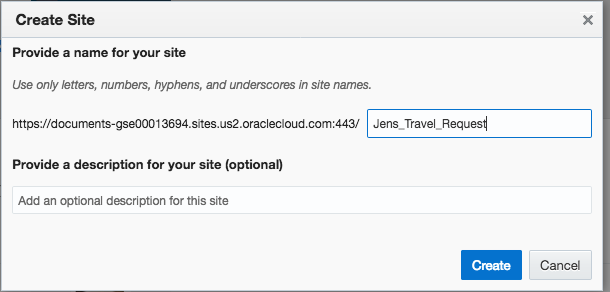 Create Site
Provide a name for your site
Use only letters, numbers, hyphens, and underscores in site names.
https://documents-gse00013694.sites.us2.oraclecloud.com:443/ Jens_Travel_Request
Provide a description for your site (optional)
Add an optional description for this site
Create Cancel